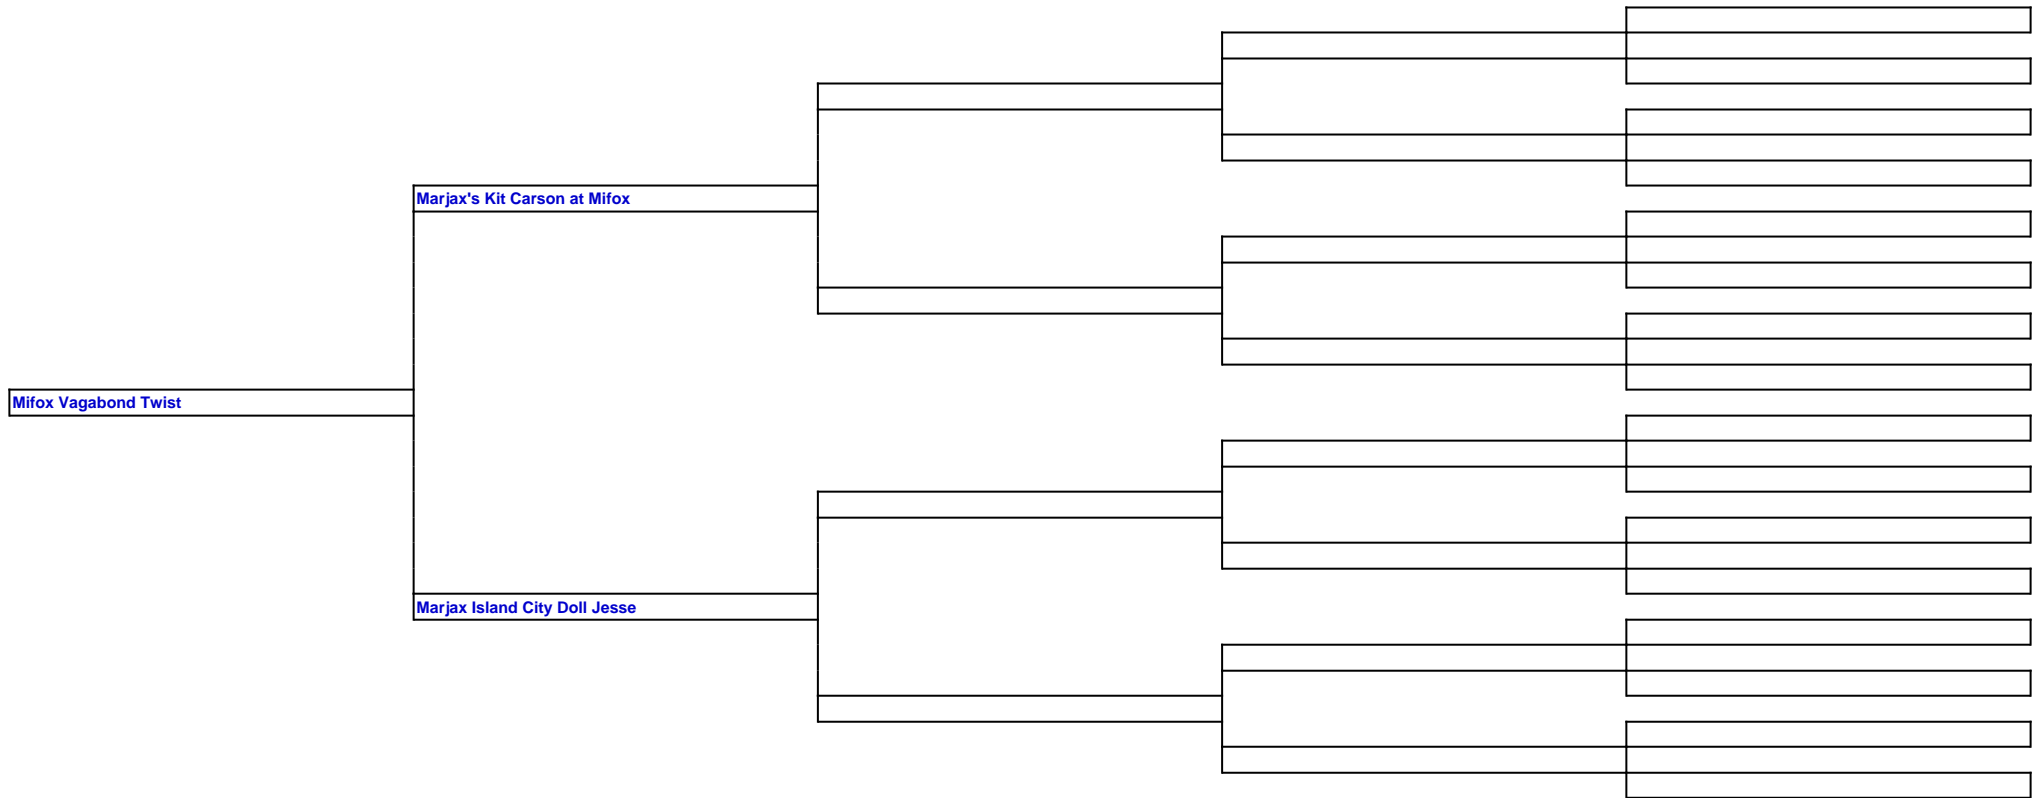 Marjax's Kit Carson at Mifox
Mifox Vagabond Twist
Marjax Island City Doll Jesse